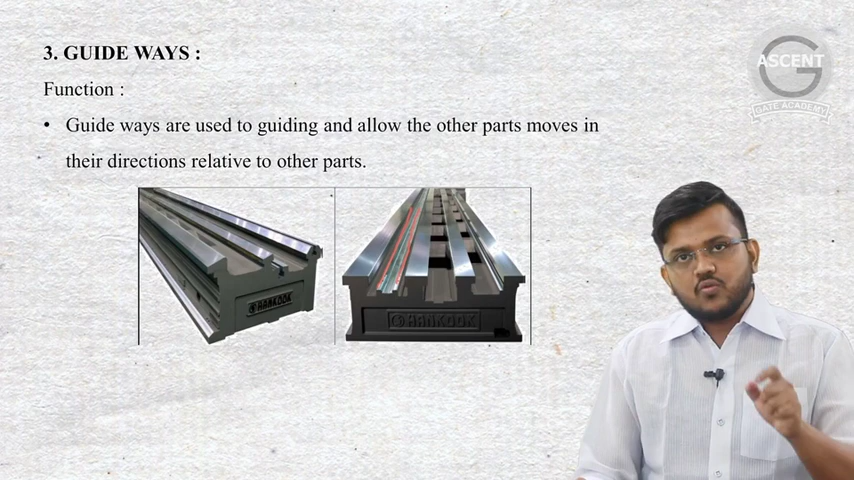 3. GUIDE WAYS :
Function :
• Guide ways are used to guiding and allow the other parts moves in
their directions relative to other parts.
ASCENT
GATE ACADEMY
HANKOOK
HANKOOK